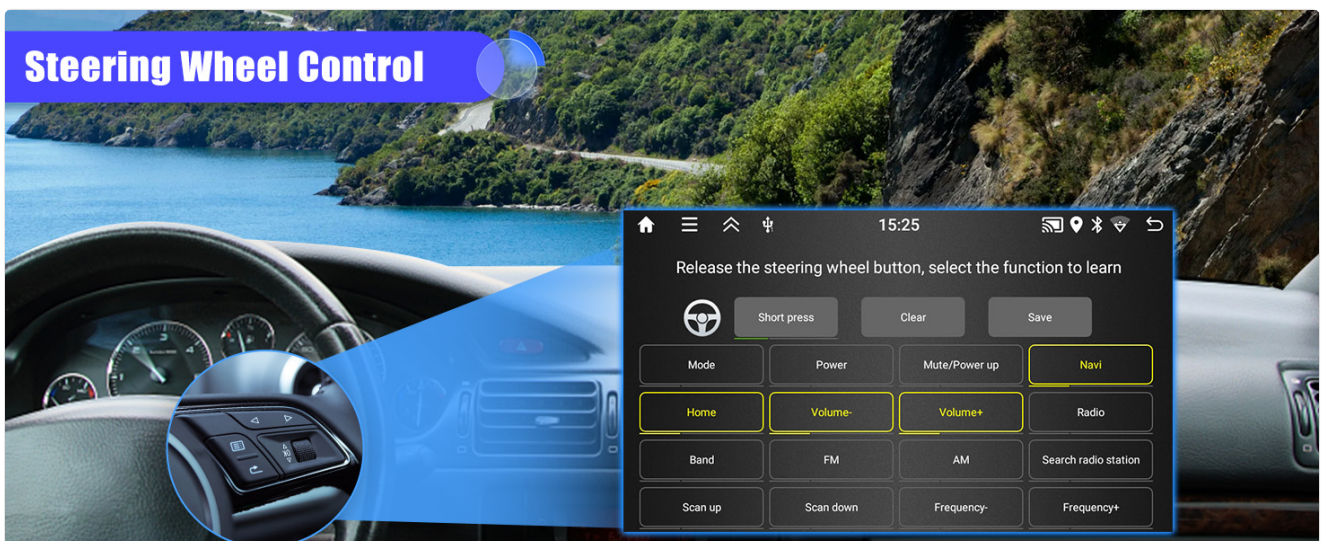 Steering Wheel Control
15:25
Release the steering wheel button, select the function to learn
Short press
Clear
Save
Mode
Power
Mute/Power up
Navi
Home
Volume-
Volume+
Radio
Band
FM
AM
Search radio station
Scan up
Scan down
Frequency-
Frequency+